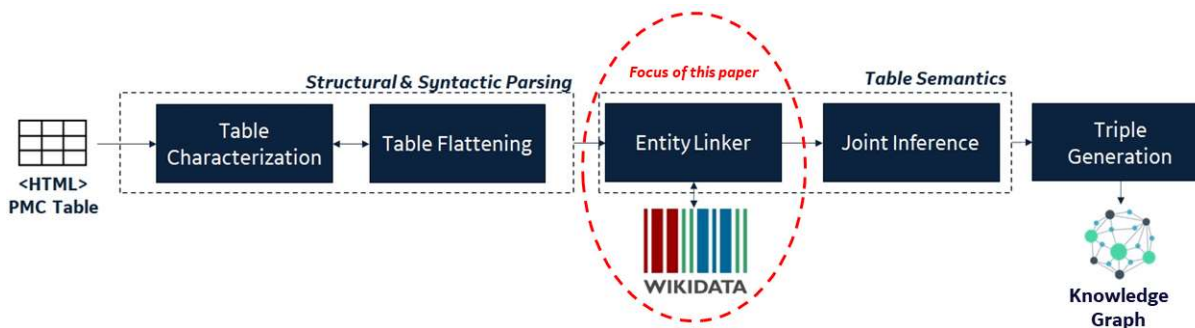 Focus of this paper
Structural & Syntactic Parsing
Table Semantics
<HTML>
PMC Table
Table
Characterization
Table Flattening
Entity Linker
Joint Inference
Triple
Generation
WIKIDATA
Knowledge
Graph